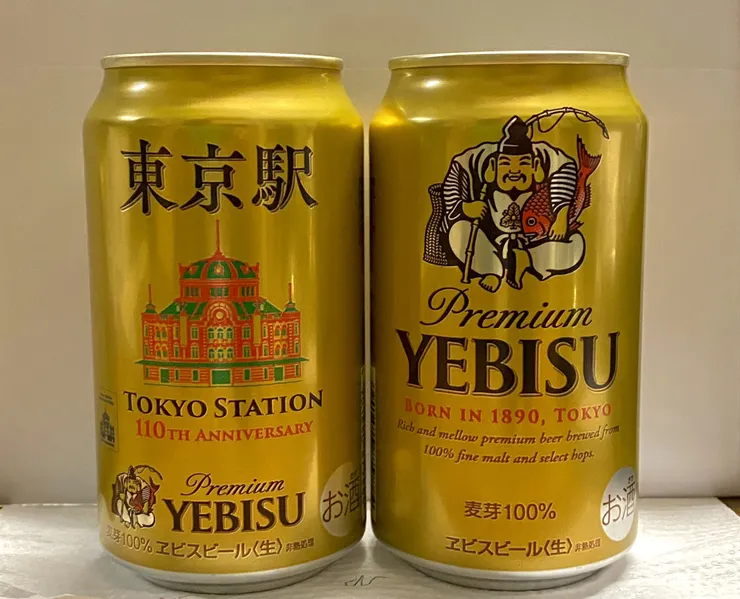 東京駅
TOKYO STATION
110TH ANNIVERSARY
Premium
YEBISU
お酒
麦芽100% ヱビスビール〈生〉非熱処理
Premium
YEBISU
BORN IN 1890, TOKYO
Rich and mellow premium beer brewed from
100% fine malt and select hops.
麦芽100%
お酒
ヱビスビール〈生〉非熱処理